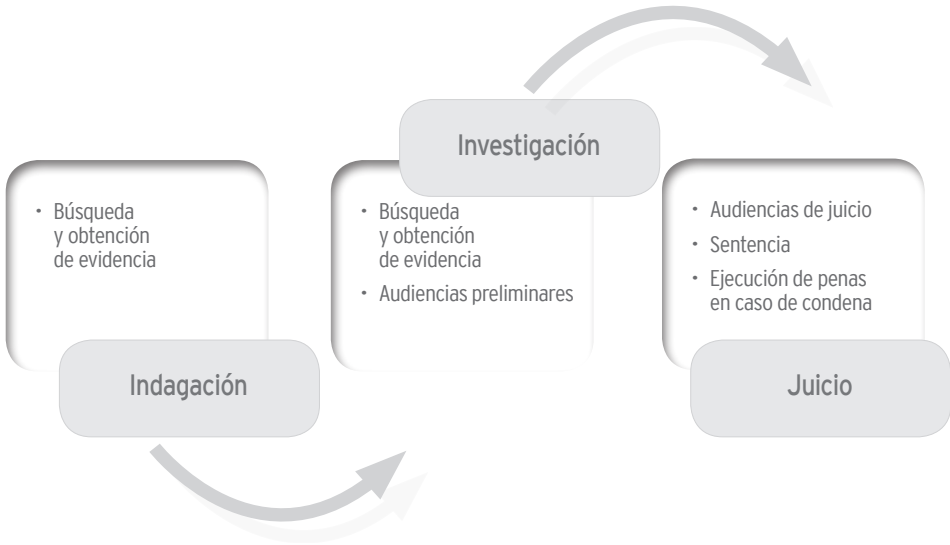 • Búsqueda
y obtención
de evidencia
Indagación
Investigación
• Búsqueda
y obtención
de evidencia
• Audiencias preliminares
• Audiencias de juicio
• Sentencia
• Ejecución de penas
en caso de condena
Juicio